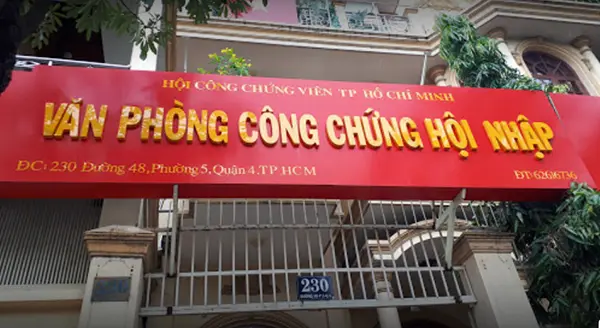 HỘI CÔNG CHỨNG VIÊN TP HỒ CHÍ MINH
VĂN PHÒNG CÔNG CHỨNG HỘI NHẬP
ĐC: 230 Đường 48, Phường 5, Quận 4.TP.HCM
ĐT:62616736
230